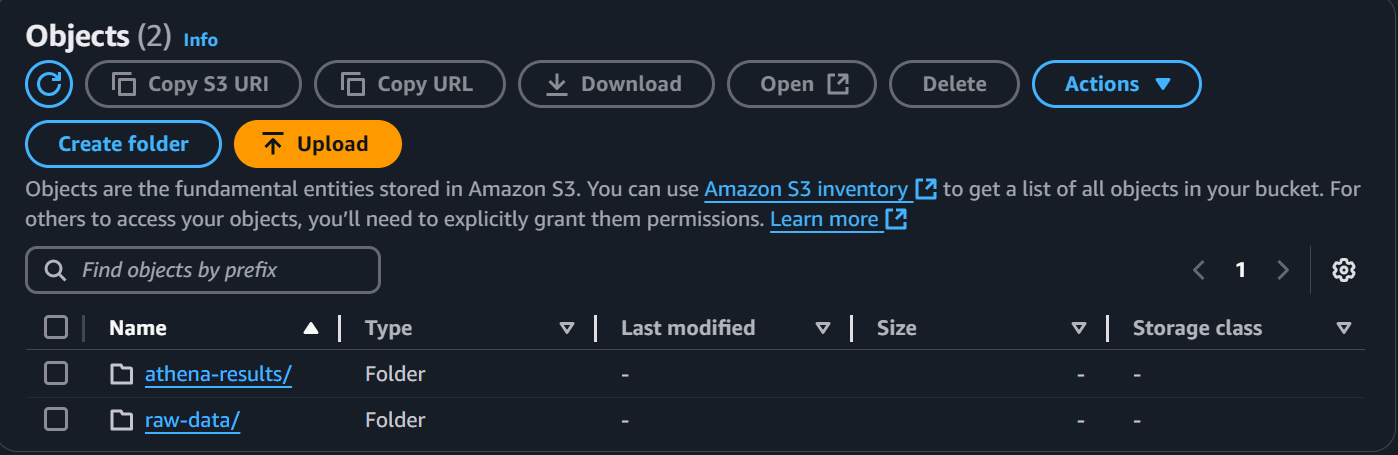 Objects (2) Info
Copy S3 URI Copy URL Download Open Delete Actions
Create folder Upload
Objects are the fundamental entities stored in Amazon S3. You can use Amazon S3 inventory to get a list of all objects in your bucket. For
others to access your objects, you’ll need to explicitly grant them permissions. Learn more
Find objects by prefix 1
Name Type Last modified Size Storage class
athena-results/ Folder - - -
raw-data/ Folder - - -